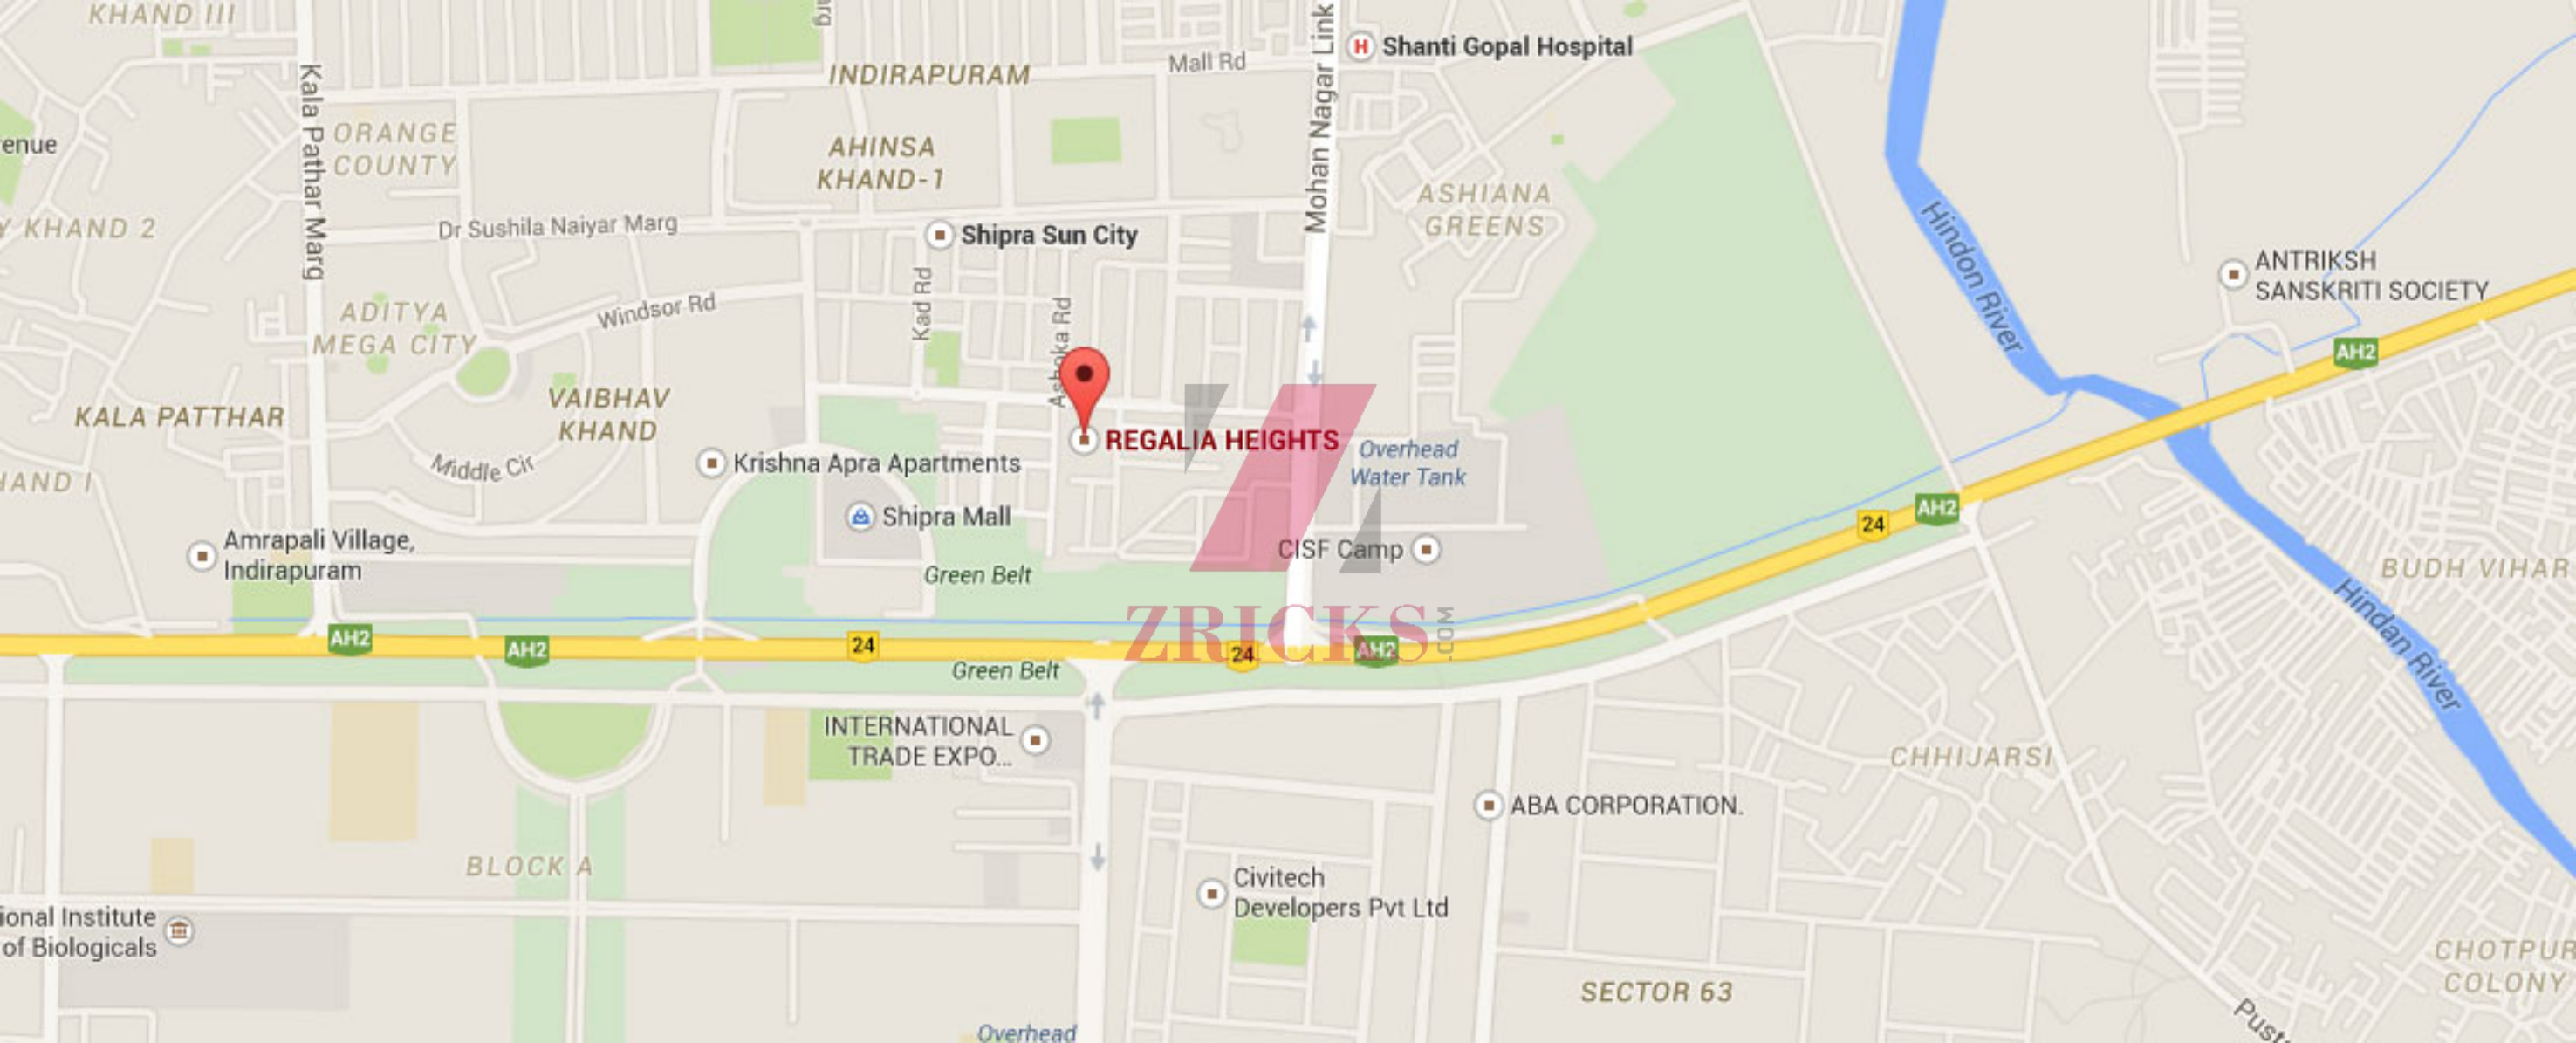 KHAND III
arg
Mohan Nagar Link
Shanti Gopal Hospital
INDIRAPURAM
Mall Rd
Kala Pathar Marg
ORANGE
COUNTY
enue
AHINSA
KHAND-1
ASHIANA
GREENS
Y KHAND 2
Dr Sushila Naiyar Marg
Shipra Sun City
Hindon River
ANTRIKSH
SANSKRITI SOCIETY
Kad Rd
Ashoka Rd
Windsor Rd
ADITYA
MEGA CITY
AH2
VAIBHAV
KHAND
KALA PATTHAR
REGALIA HEIGHTS
Overhead
Water Tank
Krishna Apra Apartments
Middle Cir
HAND I
Shipra Mall
AH2
24
Amrapali Village,
Indirapuram
CISF Camp
Green Belt
BUDH VIHAR
Hindan River
ZRICKS
.COM
AH2
AH2
24
24
AH2
Green Belt
INTERNATIONAL
TRADE EXPO...
CHHIJARSI
ABA CORPORATION.
BLOCK A
Civitech
Developers Pvt Ltd
ional Institute
of Biologicals
CHOTPUR
COLONY
SECTOR 63
Overhead
Pust